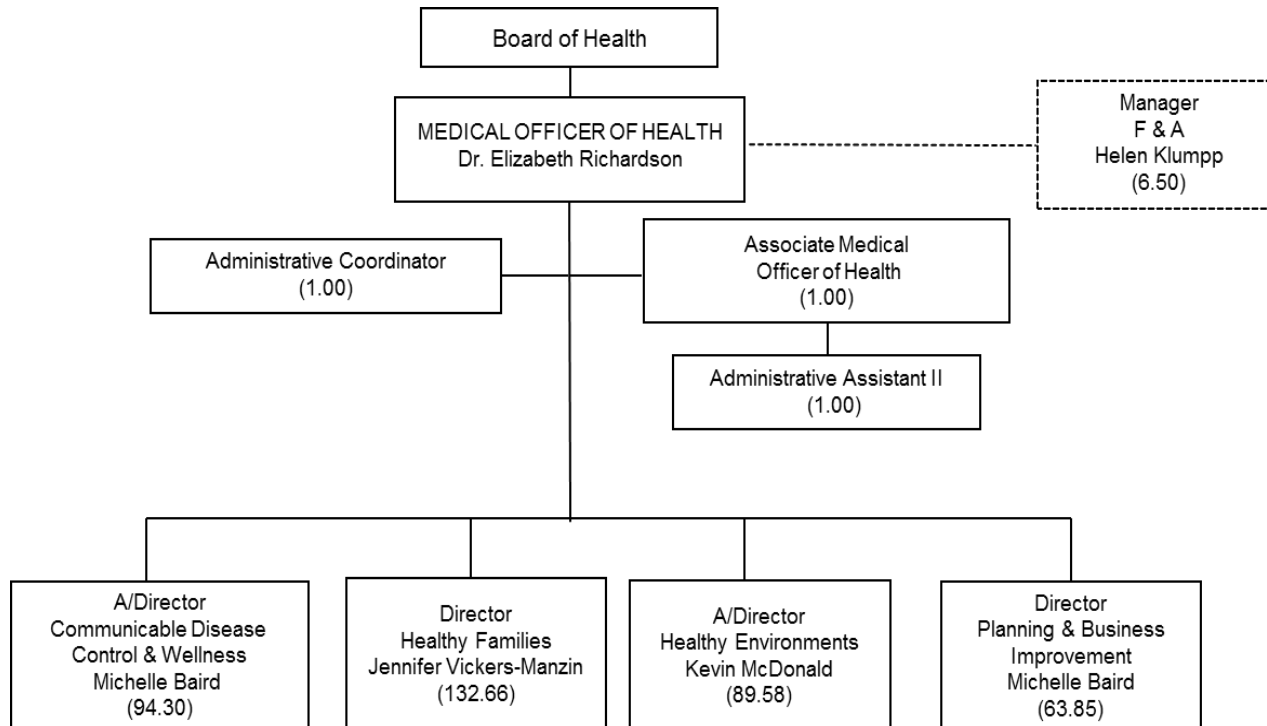 Board of Health
MEDICAL OFFICER OF HEALTH
Dr. Elizabeth Richardson
Manager
F & A
Helen Klumpp
(6.50)
Administrative Coordinator
(1.00)
Associate Medical
Officer of Health
(1.00)
Administrative Assistant II
(1.00)
A/Director
Communicable Disease
Control & Wellness
Michelle Baird
(94.30)
Director
Healthy Families
Jennifer Vickers-Manzin
(132.66)
A/Director
Healthy Environments
Kevin McDonald
(89.58)
Director
Planning & Business
Improvement
Michelle Baird
(63.85)